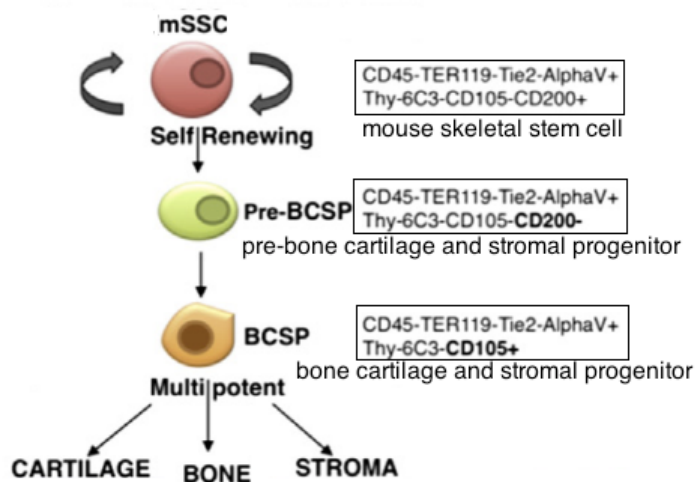 mSSC
CD45-TER119-Tie2-AlphaV+
Thy-6C3-CD105-CD200+
mouse skeletal stem cell
Self Renewing
Pre-BCSP
CD45-TER119-Tie2-AlphaV+
Thy-6C3-CD105-CD200-
pre-bone cartilage and stromal progenitor
BCSP
CD45-TER119-Tie2-AlphaV+
Thy-6C3-CD105+
bone cartilage and stromal progenitor
Multipotent
CARTILAGE BONE STROMA